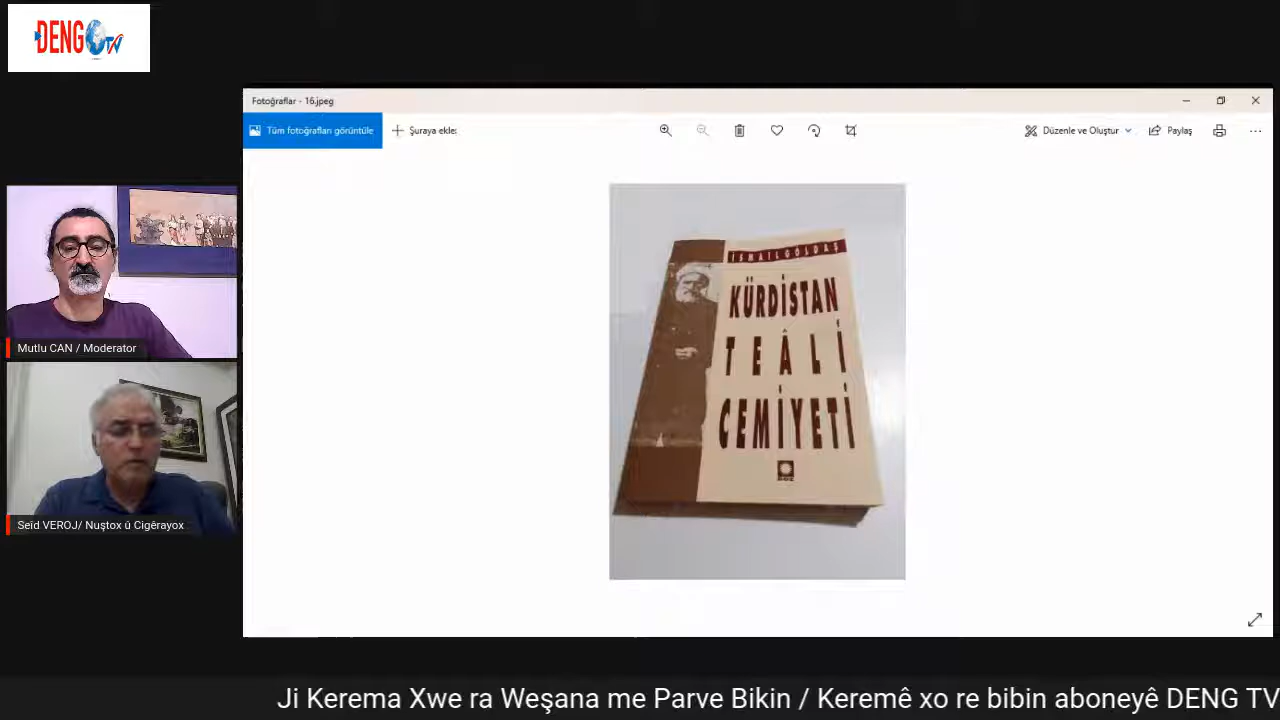 DENG TV
Fotoğraflar - 16.jpeg
Tüm fotoğrafları görüntüle
Şuraya ekle:
Düzenle ve Oluştur
Paylaş
İSMAİL GÖLDAŞ
KÜRDİSTAN
TEÂLİ
CEMİYETİ
DOZ
Mutlu CAN / Moderator
Seîd VEROJ/ Nuştox û Cigêrayox
Ji Kerema Xwe ra Weşana me Parve Bikin / Keremê xo re bibin aboneyê DENG TV